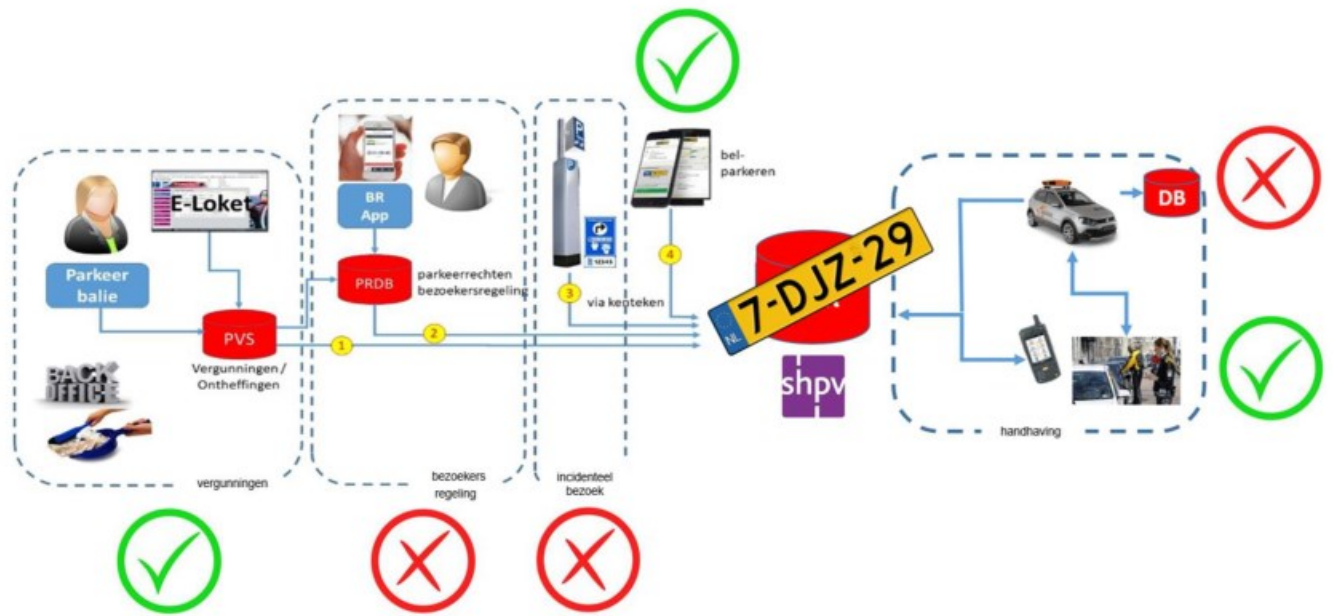 bel-
parkeren
BR
App
E-Loket
Parkeer
balie
DB
PRDB
parkeerrechten
bezoekersregeling
4
7-DJZ-29
NL
3
via kenteken
2
PVS
1
Vergunningen /
Ontheffingen
BACK
OFFICE
shpv
handhaving
vergunningen
bezoekers
regeling
incidenteel
bezoek